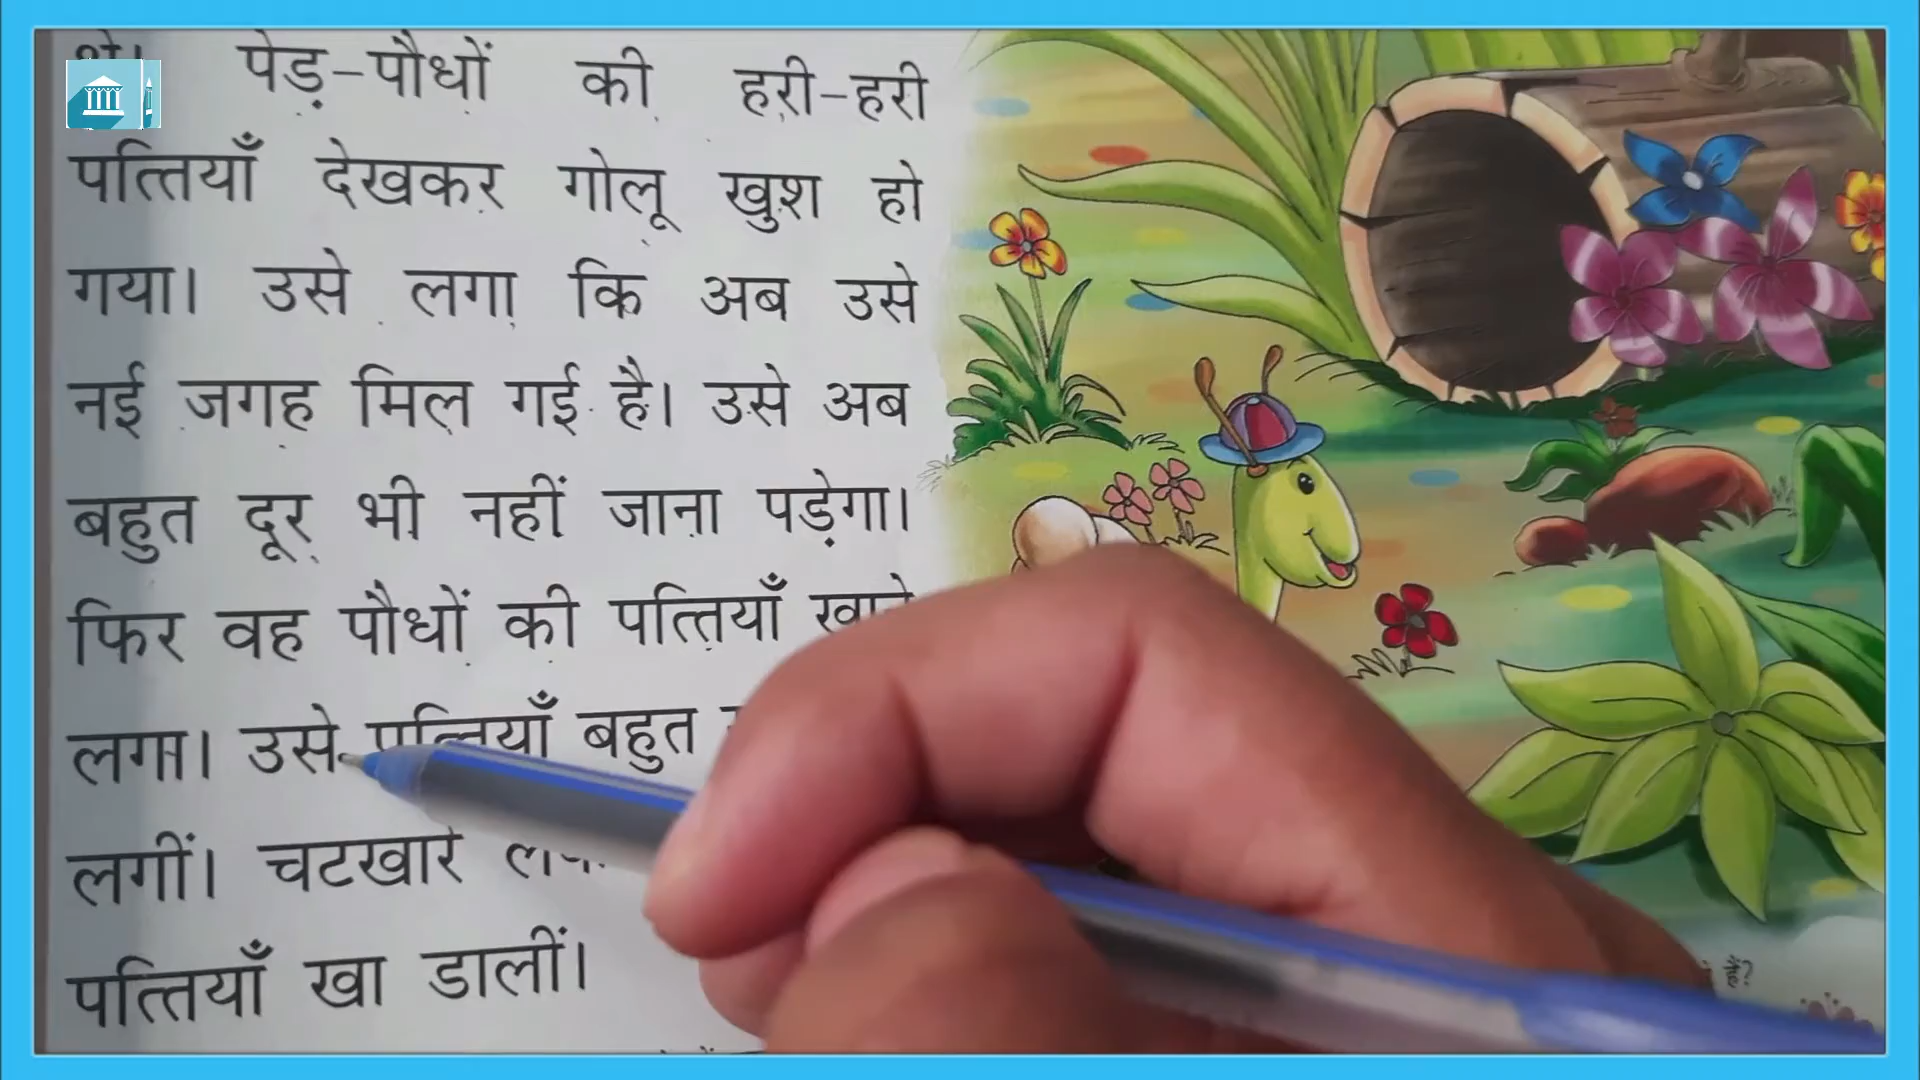 थे। पेड़-पौधों की हरी-हरी
पत्तियाँ देखकर गोलू खुश हो
गया। उसे लगा कि अब उसे
नई जगह मिल गई है। उसे अब
बहुत दूर भी नहीं जाना पड़ेगा।
फिर वह पौधों की पत्तियाँ खाने
लगा। उसे पत्तियाँ बहुत
लगीं। चटखारे
पत्तियाँ खा डालीं।
हैं?